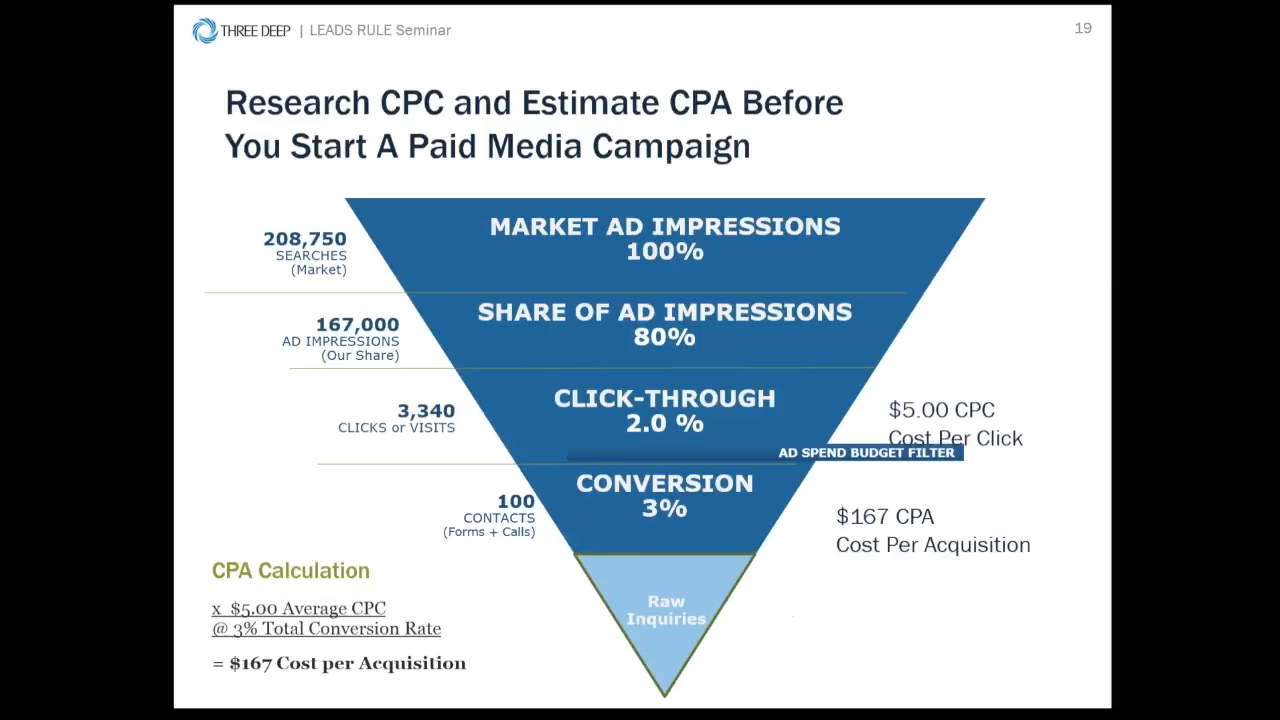 THREE DEEP | LEADS RULE Seminar
19
Research CPC and Estimate CPA Before
You Start A Paid Media Campaign
208,750
SEARCHES
(Market)
MARKET AD IMPRESSIONS
100%
167,000
AD IMPRESSIONS
(Our Share)
SHARE OF AD IMPRESSIONS
80%
3,340
CLICKS or VISITS
CLICK-THROUGH
2.0 %
$5.00 CPC
Cost Per Click
AD SPEND BUDGET FILTER
100
CONTACTS
(Forms + Calls)
CONVERSION
3%
$167 CPA
Cost Per Acquisition
Raw
Inquiries
CPA Calculation
x $5.00 Average CPC
@ 3% Total Conversion Rate
= $167 Cost per Acquisition